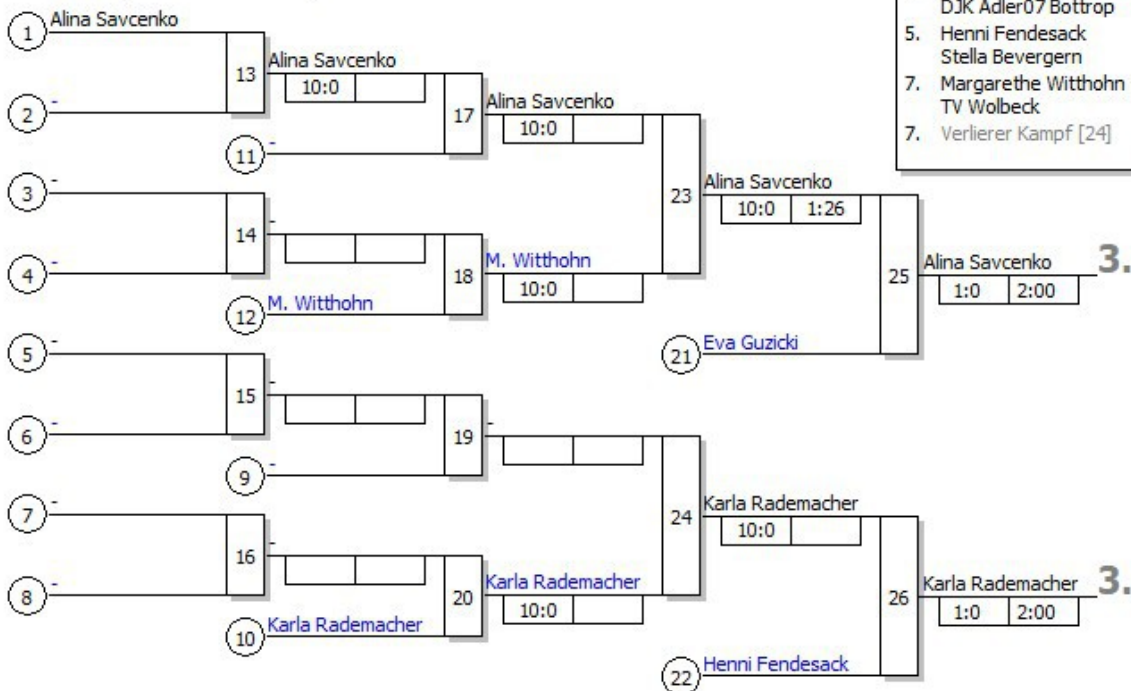 DJK Adler07 Bottrop
5. Henni Fendesack
Stella Bevergern
7. Margarethe Witthohn
TV Wolbeck
7. Verlierer Kampf [24]
1 Alina Savcenko
2 -
13
Alina Savcenko
10:0
11 -
17
Alina Savcenko
10:0
3 -
4 -
14
-
12 M. Witthohn
18
M. Witthohn
10:0
23
Alina Savcenko
10:0 1:26
21 Eva Guzicki
25
Alina Savcenko 3.
1:0 2:00
5 -
6 -
15
-
9 -
19
-
7 -
8 -
16
-
10 Karla Rademacher
20
Karla Rademacher
10:0
24
Karla Rademacher
10:0
22 Henni Fendesack
26
Karla Rademacher 3.
1:0 2:00